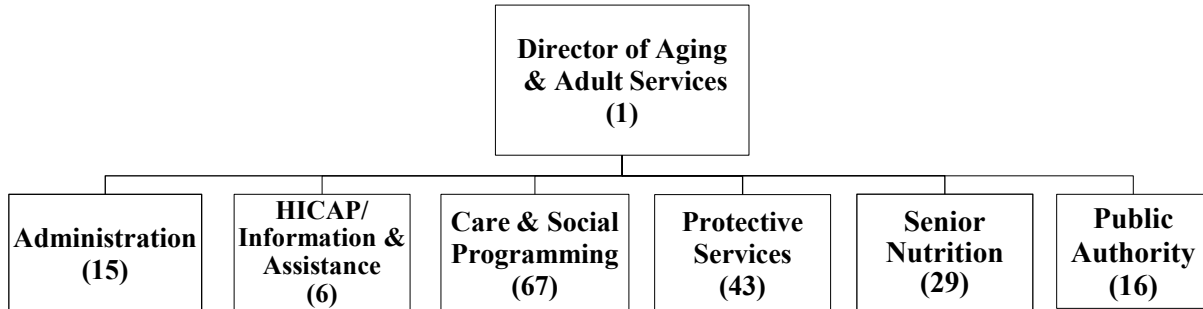 Director of Aging
& Adult Services
(1)
Administration
(15)
HICAP/
Information &
Assistance
(6)
Care & Social
Programming
(67)
Protective
Services
(43)
Senior
Nutrition
(29)
Public
Authority
(16)